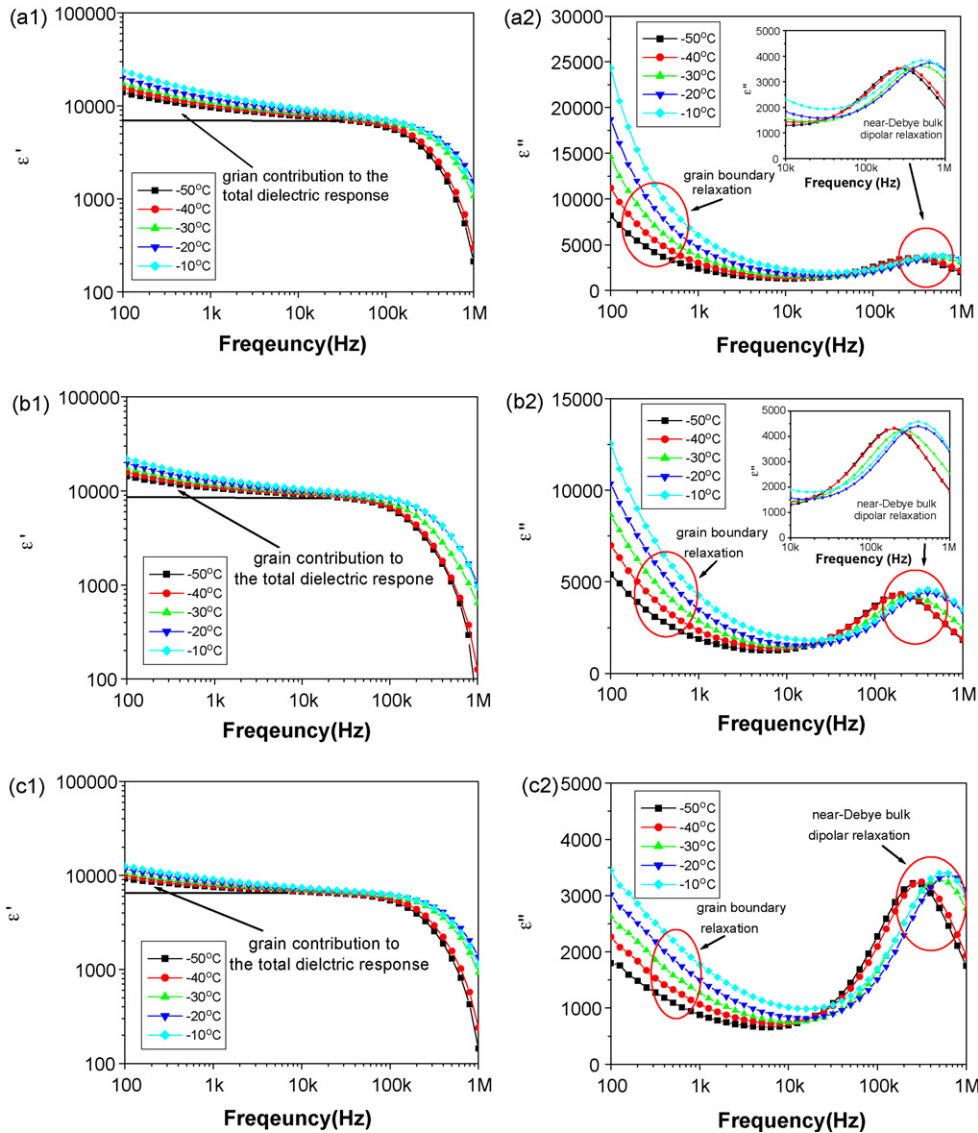 (a1)
100000
10000
1000
100
ε'
grian contribution to the
total dielectric response
-50°C
-40°C
-30°C
-20°C
-10°C
100 1k 10k 100k 1M
Freqeuncy(Hz)
(a2)
30000
25000
20000
15000
10000
5000
0
ε''
-50°C
-40°C
-30°C
-20°C
-10°C
grain boundary
relaxation
5000
4000
3000
2000
1000
0
ε''
near-Debye bulk
dipolar relaxation
10k 100k 1M
Frequency (Hz)
100 1k 10k 100k 1M
Frequency(Hz)
(b1)
100000
10000
1000
100
ε'
grain contribution to
the total dielectric respone
-50°C
-40°C
-30°C
-20°C
-10°C
100 1k 10k 100k 1M
Freqeuncy(Hz)
(b2)
15000
10000
5000
0
ε''
-50°C
-40°C
-30°C
-20°C
-10°C
grain boundary
relaxation
5000
4000
3000
2000
1000
0
ε''
near-Debye bulk
dipolar relaxation
10k 100k 1M
Frequency (Hz)
100 1k 10k 100k 1M
Frequedncy(Hz)
(c1)
100000
10000
1000
100
ε'
grain contribution to
the total dielctric response
-50°C
-40°C
-30°C
-20°C
-10°C
100 1k 10k 100k 1M
Freqeuncy(Hz)
(c2)
5000
4000
3000
2000
1000
0
ε''
-50°C
-40°C
-30°C
-20°C
-10°C
near-Debye bulk
dipolar relaxation
grain boundary
relaxation
100 1k 10k 100k 1M
Frequency(Hz)